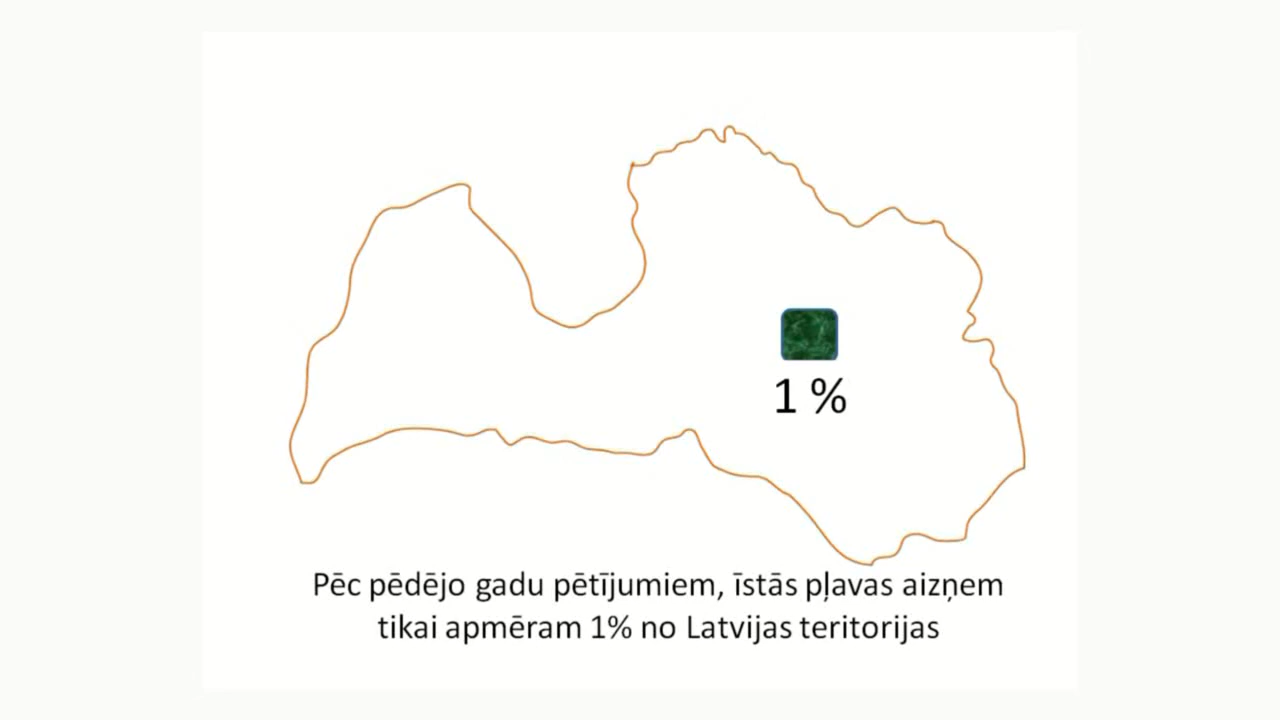 1 %
Pēc pēdējo gadu pētījumiem, īstās pļavas aizņem
tikai apmēram 1% no Latvijas teritorijas